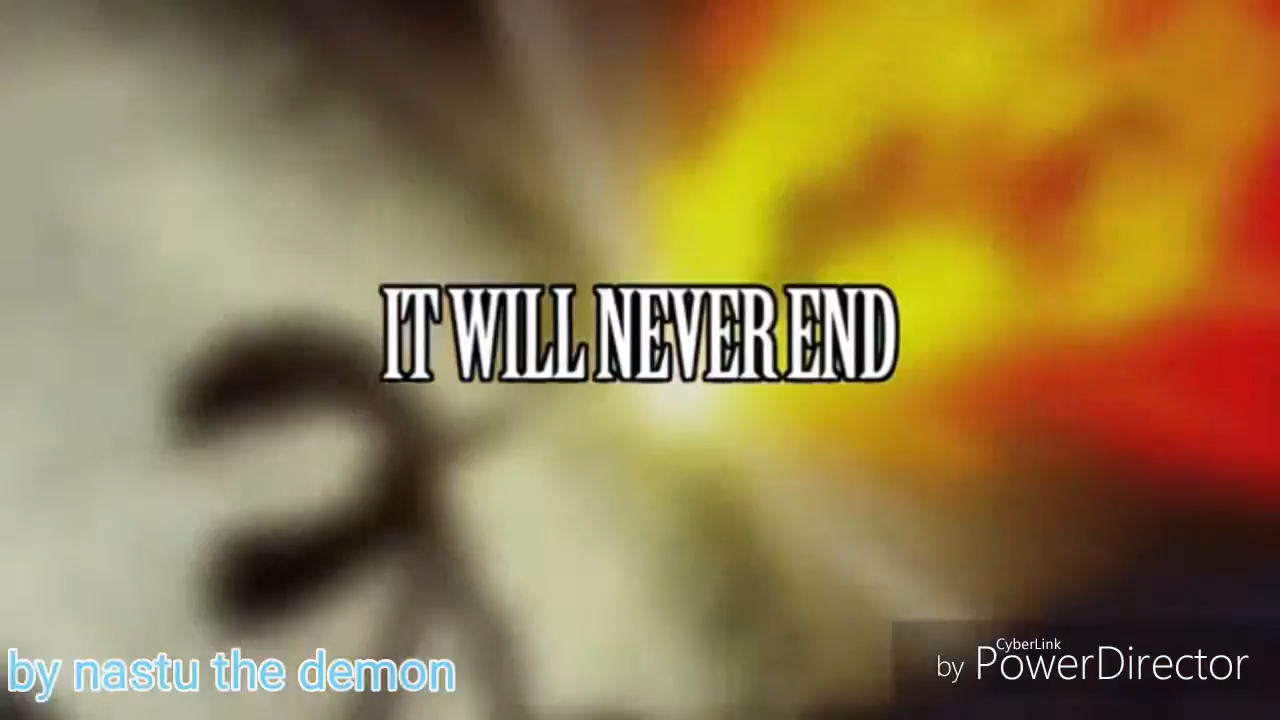 IT WILL NEVER END
by nastu the demon
CyberLink
by PowerDirector